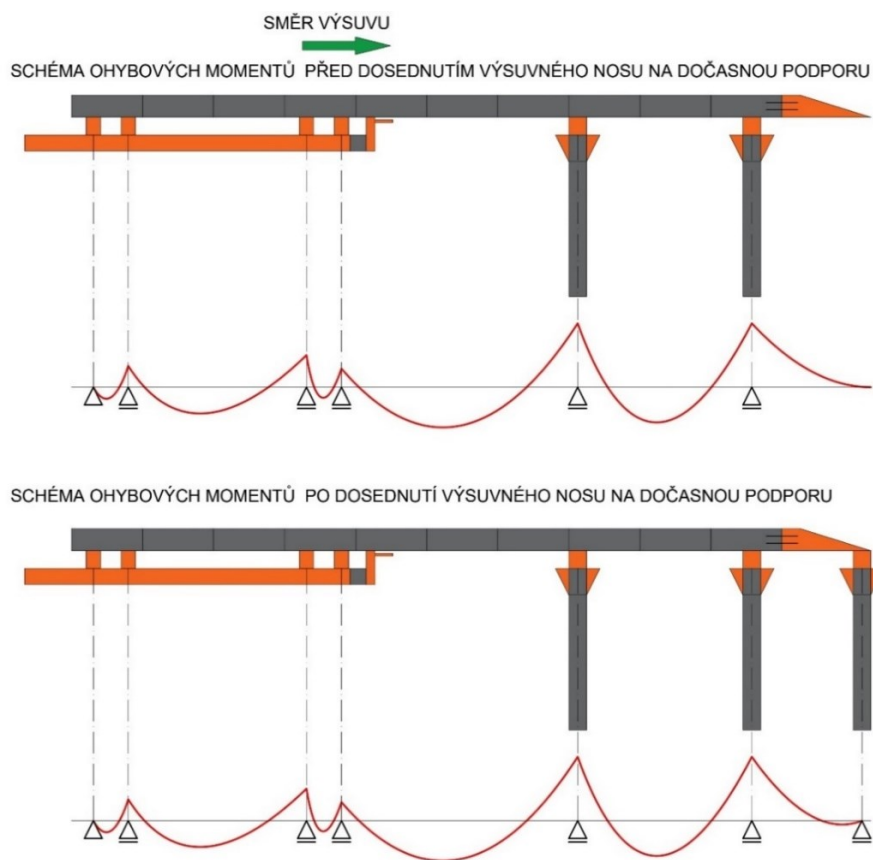 SMĚR VÝSUVU
SCHÉMA OHYBOVÝCH MOMENTŮ PŘED DOSEDNUTÍM VÝSUVNÉHO NOSU NA DOČASNOU PODPORU
SCHÉMA OHYBOVÝCH MOMENTŮ PO DOSEDNUTÍ VÝSUVNÉHO NOSU NA DOČASNOU PODPORU